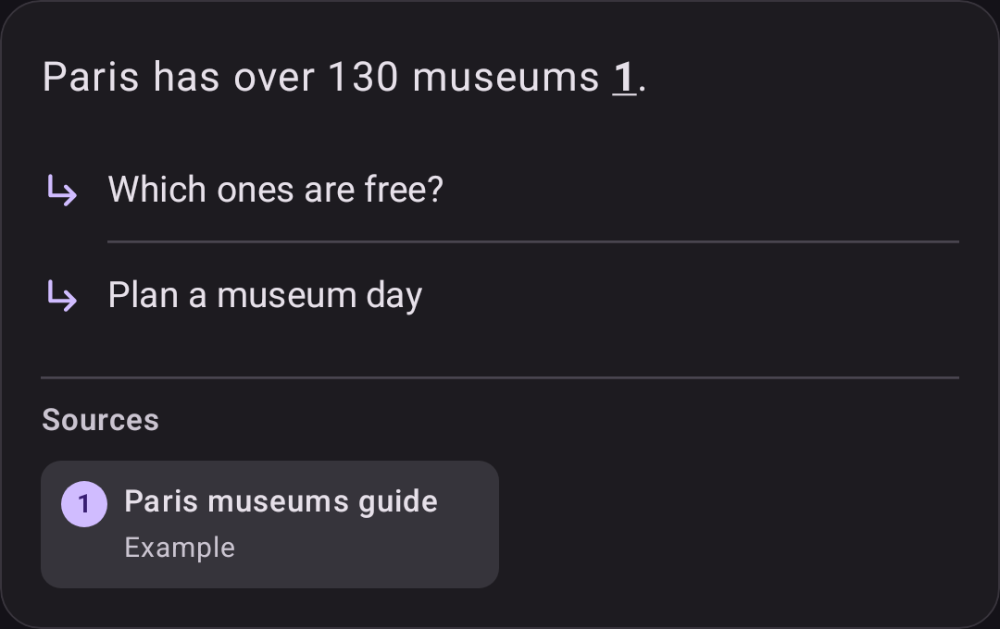 Paris has over 130 museums 1.
Which ones are free?
Plan a museum day
Sources
1 Paris museums guide
Example